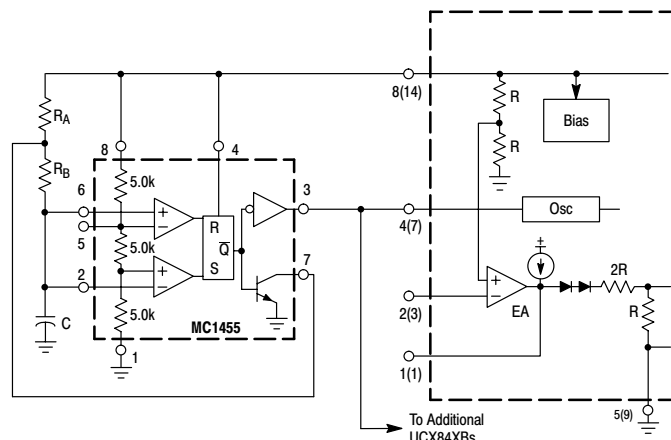 8(14)
R
R
Bias
RA
RB
8
4
5.0k
6
5
5.0k
2
5.0k
+
–
+
–
R
Q
S
3
7
MC1455
C
1
4(7)
Osc
+
–
EA
2R
R
2(3)
1(1)
5(9)
To Additional
UCX84XBs